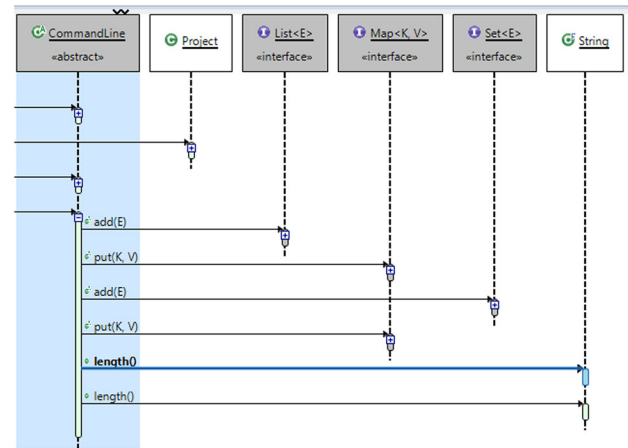 CommandLine
«abstract»
Project
List<E>
«interface»
Map<K, V>
«interface»
Set<E>
«interface»
String
add(E)
put(K, V)
add(E)
put(K, V)
length()
length()